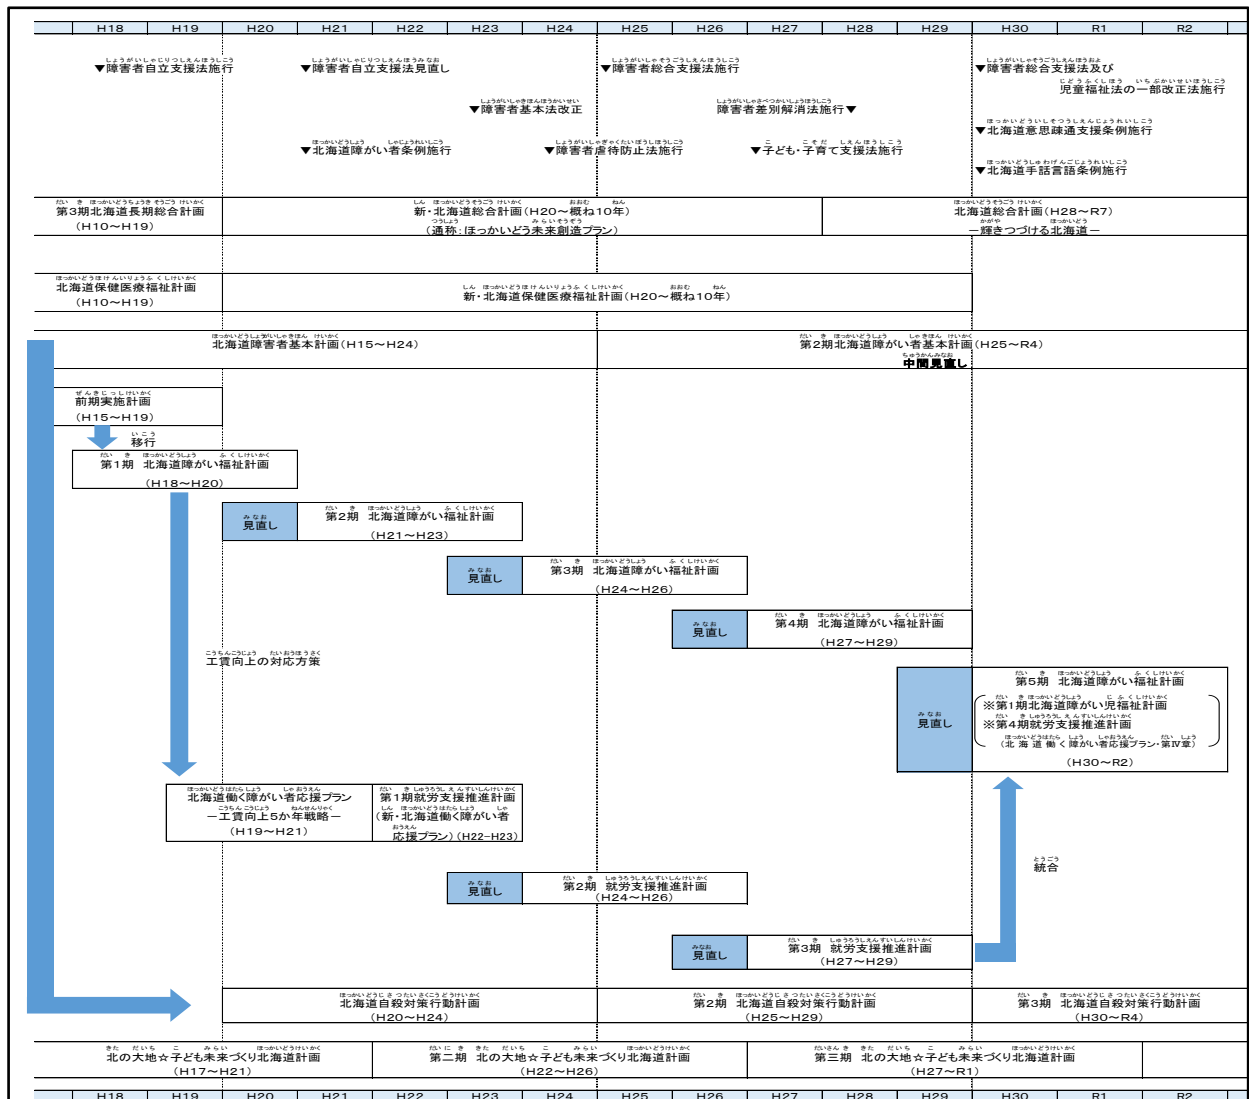 H18 H19 H20 H21 H22 H23 H24 H25 H26 H27 H28 H29 H30 R1 R2
▼障害者自立支援法施行
▼障害者自立支援法見直し
▼障害者総合支援法施行
▼障害者総合支援法及び
児童福祉法の一部改正法施行
▼障害者基本法改正
障害者差別解消法施行▼
▼北海道意思疎通支援条例施行
▼北海道障がい者条例施行
▼障害者虐待防止法施行
▼子ども・子育て支援法施行
▼北海道手話言語条例施行
第3期北海道長期総合計画
(H10～H19)
新・北海道総合計画(H20～概ね10年)
(通称:ほっかいどう未来創造プラン)
北海道総合計画(H28～R7)
－輝きつづける北海道－
北海道保健医療福祉計画
(H10～H19)
新・北海道保健医療福祉計画(H20～概ね10年)
北海道障害者基本計画(H15～H24)
第2期北海道障がい者基本計画(H25～R4)
中間見直し
前期実施計画
(H15～H19)
移行
第1期 北海道障がい福祉計画
(H18～H20)
見直し
第2期 北海道障がい福祉計画
(H21～H23)
見直し
第3期 北海道障がい福祉計画
(H24～H26)
見直し
第4期 北海道障がい福祉計画
(H27～H29)
工賃向上の対応方策
見直し
第5期 北海道障がい福祉計画
※第1期北海道障がい児福祉計画
※第4期就労支援推進計画
(北海道働く障がい者応援プラン・第Ⅳ章)
(H30～R2)
北海道働く障がい者応援プラン
－工賃向上5か年戦略－
(H19～H21)
第1期就労支援推進計画
(新・北海道働く障がい者
応援プラン)(H22-H23)
統合
見直し
第2期 就労支援推進計画
(H24～H26)
見直し
第3期 就労支援推進計画
(H27～H29)
北海道自殺対策行動計画
(H20～H24)
第2期 北海道自殺対策行動計画
(H25～H29)
第3期 北海道自殺対策行動計画
(H30～R4)
北の大地☆子ども未来づくり北海道計画
(H17～H21)
第二期 北の大地☆子ども未来づくり北海道計画
(H22～H26)
第三期 北の大地☆子ども未来づくり北海道計画
(H27～R1)
H18 H19 H20 H21 H22 H23 H24 H25 H26 H27 H28 H29 H30 R1 R2